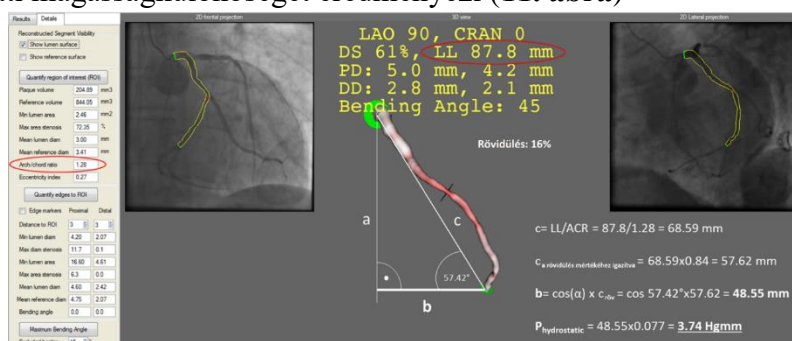 Results Details
Reconstructed Segment Visibility
Show lumen surface
Show reference surface
Quantify region of interest (ROI)
Plaque volume 204.89 mm3
Reference volume 844.05 mm3
Min lumen area 2.46 mm2
Max area stenosis 72.35 %
Mean lumen diam 3.00 mm
Mean reference diam 3.41 mm
Arch/chord ratio 1.28
Eccentricity index 0.27
Quantify edges to ROI
Edge markers Proximal Distal
Distance to ROI 3 3
Min lumen diam 4.20 2.07
Max diam stenosis 11.7 0.1
Min lumen area 16.60 4.61
Max area stenosis 6.3 0.0
Mean lumen diam 4.60 2.42
Mean reference diam 4.75 2.07
Bending angle 0.0 0.0
Maximum Bending Angle
2D frontal projection
3D view
LAO 90, CRAN 0
DS 61%, LL 87.8 mm
PD: 5.0 mm, 4.2 mm
DD: 2.8 mm, 2.1 mm
Bending Angle: 45
Rövidülés: 16%
a
c
57.42°
b
2D Lateral projection
c= LL/ACR = 87.8/1.28 = 68.59 mm
c a rövidülés mértékéhez igazítva = 68.59x0.84 = 57.62 mm
b= cos(α) x c röv = cos 57.42°x57.62 = 48.55 mm
P hydrostatic = 48.55x0.077 = 3.74 Hgmm